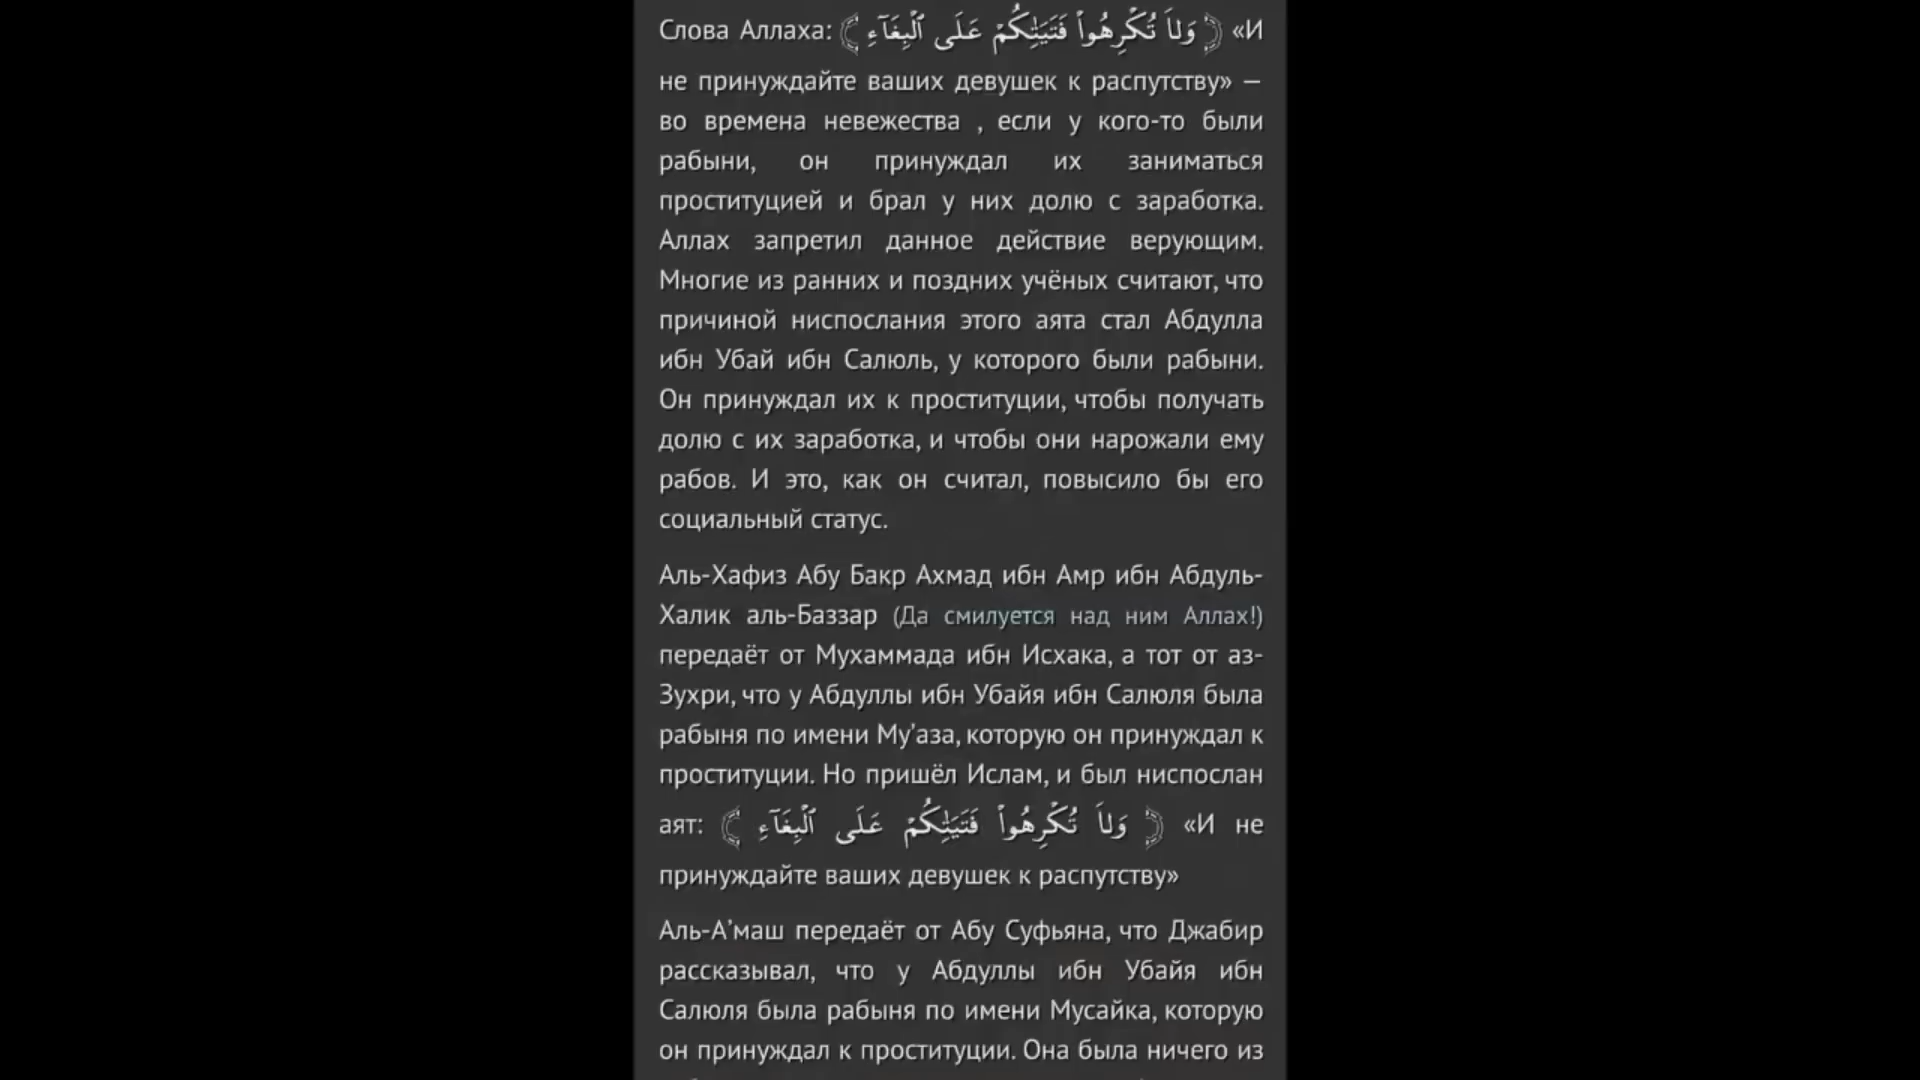 Слова Аллаха: ﴿ وَلاَ تُكْرِهُواْ فَتَيَـٰتِكُمْ عَلَى ٱلْبِغَآءِ ﴾ «И
не принуждайте ваших девушек к распутству» —
во времена невежества , если у кого-то были
рабыни, он принуждал их заниматься
проституцией и брал у них долю с заработка.
Аллах запретил данное действие верующим.
Многие из ранних и поздних учёных считают, что
причиной ниспослания этого аята стал Абдулла
ибн Убай ибн Салюль, у которого были рабыни.
Он принуждал их к проституции, чтобы получать
долю с их заработка, и чтобы они нарожали ему
рабов. И это, как он считал, повысило бы его
социальный статус.
Аль-Хафиз Абу Бакр Ахмад ибн Амр ибн Абдуль-
Халик аль-Баззар (Да смилуется над ним Аллах!)
передаёт от Мухаммада ибн Исхака, а тот от аз-
Зухри, что у Абдуллы ибн Убайя ибн Салюля была
рабыня по имени Му’аза, которую он принуждал к
проституции. Но пришёл Ислам, и был ниспослан
аят: ﴿ وَلاَ تُكْرِهُواْ فَتَيَـٰتِكُمْ عَلَى ٱلْبِغَآءِ ﴾ «И не
принуждайте ваших девушек к распутству»
Аль-А’маш передаёт от Абу Суфьяна, что Джабир
рассказывал, что у Абдуллы ибн Убайя ибн
Салюля была рабыня по имени Мусайка, которую
он принуждал к проституции. Она была ничего из